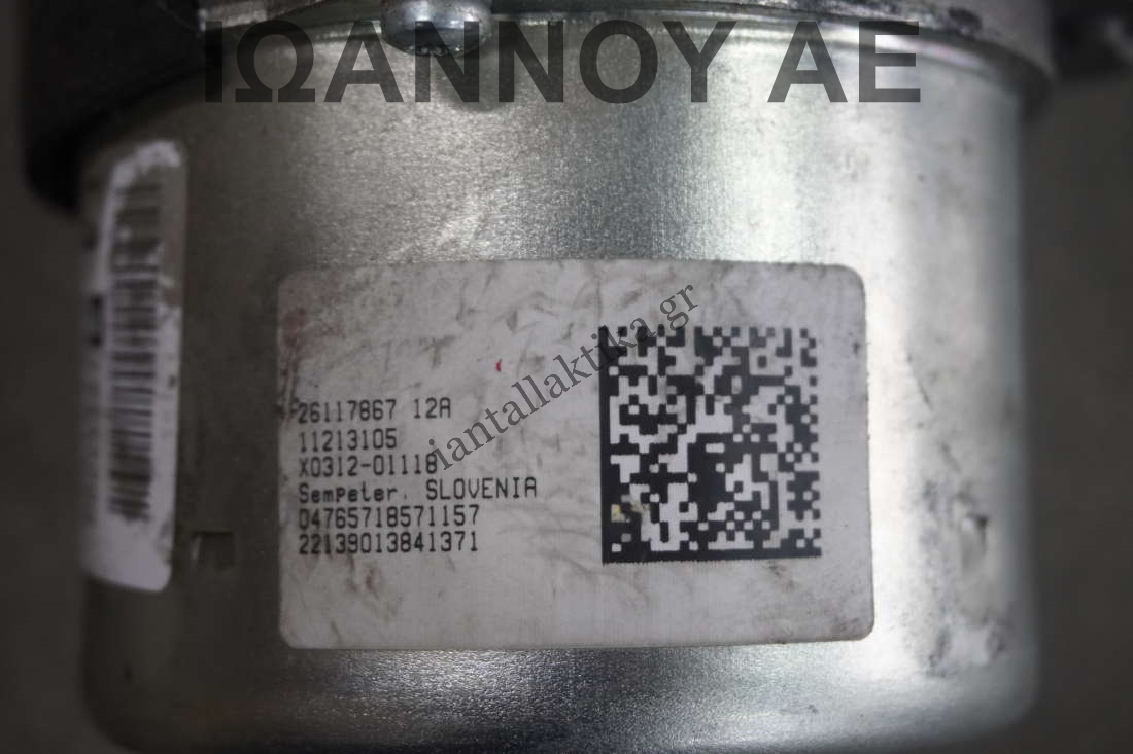 ΙΩΑΝΝΟΥ ΑΕ
iantallaktika.gr
26117867 12A
11213105
X0312-01118
Sempeter, SLOVENIA
04765718571157
22139013841371